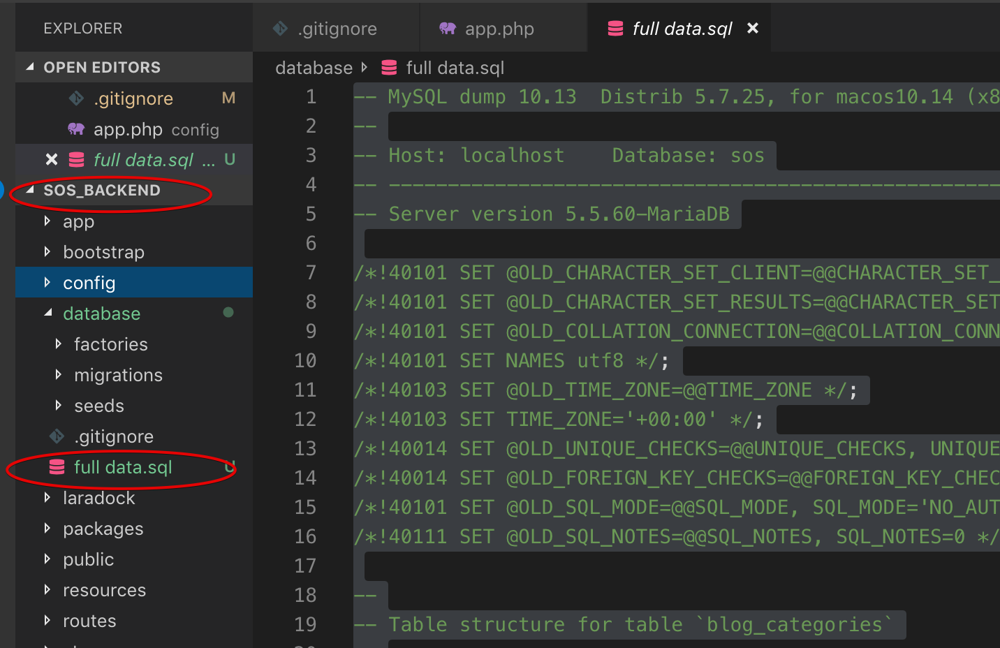 EXPLORER
OPEN EDITORS
.gitignore M
app.php config
full data.sql ... U
SOS_BACKEND
app
bootstrap
config
database
factories
migrations
seeds
.gitignore
full data.sql U
laradock
packages
public
resources
routes
.gitignore app.php full data.sql
database full data.sql
1 -- MySQL dump 10.13  Distrib 5.7.25, for macos10.14 (x8
2 --
3 -- Host: localhost    Database: sos
4 -- ----------------------------------------------------
5 -- Server version 5.5.60-MariaDB
6
7 /*!40101 SET @OLD_CHARACTER_SET_CLIENT=@@CHARACTER_SET_
8 /*!40101 SET @OLD_CHARACTER_SET_RESULTS=@@CHARACTER_SET
9 /*!40101 SET @OLD_COLLATION_CONNECTION=@@COLLATION_CONN
10 /*!40101 SET NAMES utf8 */;
11 /*!40103 SET @OLD_TIME_ZONE=@@TIME_ZONE */;
12 /*!40103 SET TIME_ZONE='+00:00' */;
13 /*!40014 SET @OLD_UNIQUE_CHECKS=@@UNIQUE_CHECKS, UNIQUE
14 /*!40014 SET @OLD_FOREIGN_KEY_CHECKS=@@FOREIGN_KEY_CHEC
15 /*!40101 SET @OLD_SQL_MODE=@@SQL_MODE, SQL_MODE='NO_AUT
16 /*!40111 SET @OLD_SQL_NOTES=@@SQL_NOTES, SQL_NOTES=0 */
17
18 --
19 -- Table structure for table `blog_categories`